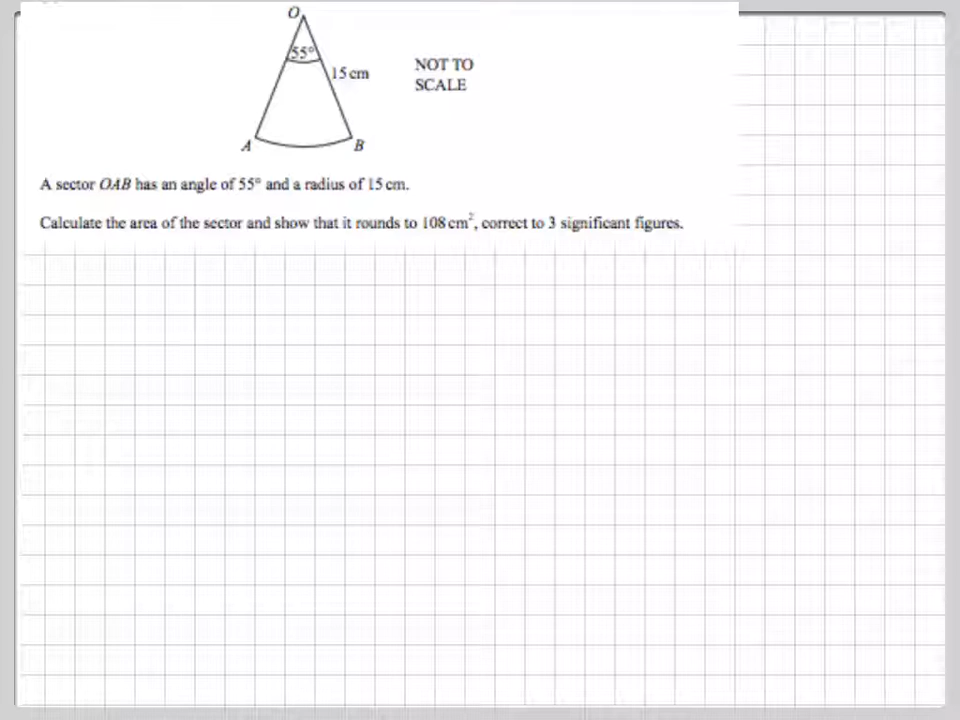 O
55°
15 cm
NOT TO
SCALE
A
B
A sector OAB has an angle of 55° and a radius of 15 cm.
Calculate the area of the sector and show that it rounds to 108 cm², correct to 3 significant figures.